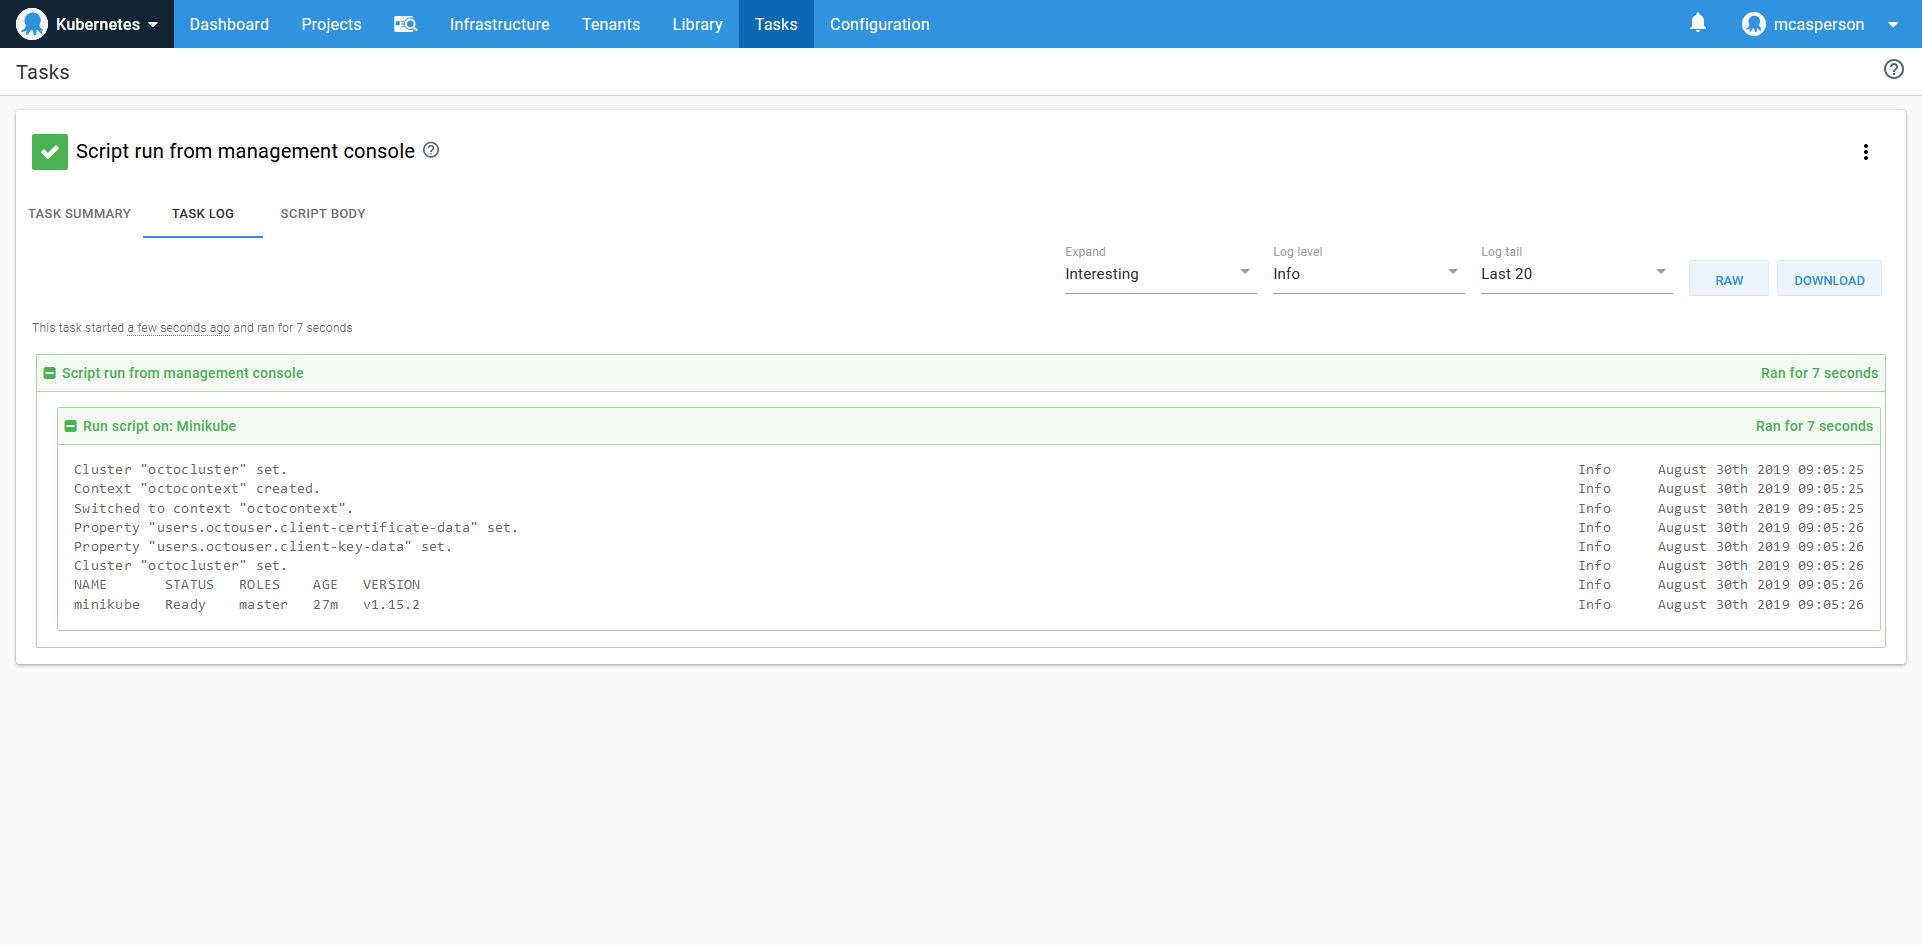 Kubernetes Dashboard Projects Infrastructure Tenants Library Tasks Configuration mcasperson
Tasks
Script run from management console
TASK SUMMARY TASK LOG SCRIPT BODY
Expand Log level Log tail
Interesting Info Last 20 RAW DOWNLOAD
This task started a few seconds ago and ran for 7 seconds
Script run from management console Ran for 7 seconds
Run script on: Minikube Ran for 7 seconds
Cluster "octocluster" set. Info August 30th 2019 09:05:25
Context "octocontext" created. Info August 30th 2019 09:05:25
Switched to context "octocontext". Info August 30th 2019 09:05:25
Property "users.octouser.client-certificate-data" set. Info August 30th 2019 09:05:26
Property "users.octouser.client-key-data" set. Info August 30th 2019 09:05:26
Cluster "octocluster" set. Info August 30th 2019 09:05:26
NAME STATUS ROLES AGE VERSION Info August 30th 2019 09:05:26
minikube Ready master 27m v1.15.2 Info August 30th 2019 09:05:26